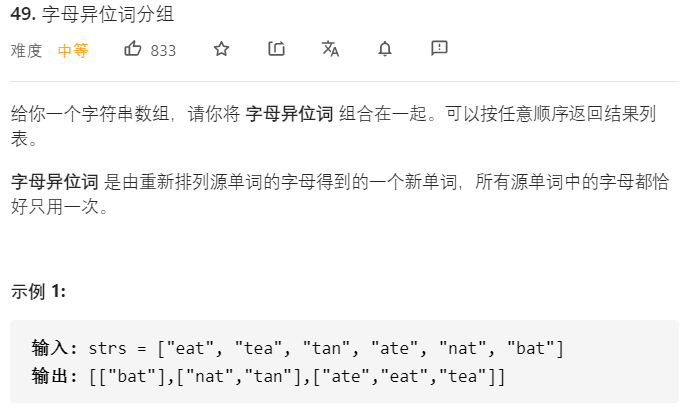 49. 字母异位词分组
难度 中等 833
给你一个字符串数组，请你将 字母异位词 组合在一起。可以按任意顺序返回结果列
表。
字母异位词 是由重新排列源单词的字母得到的一个新单词，所有源单词中的字母都恰
好只用一次。
示例 1:
输入: strs = ["eat", "tea", "tan", "ate", "nat", "bat"]
输出: [["bat"],["nat","tan"],["ate","eat","tea"]]